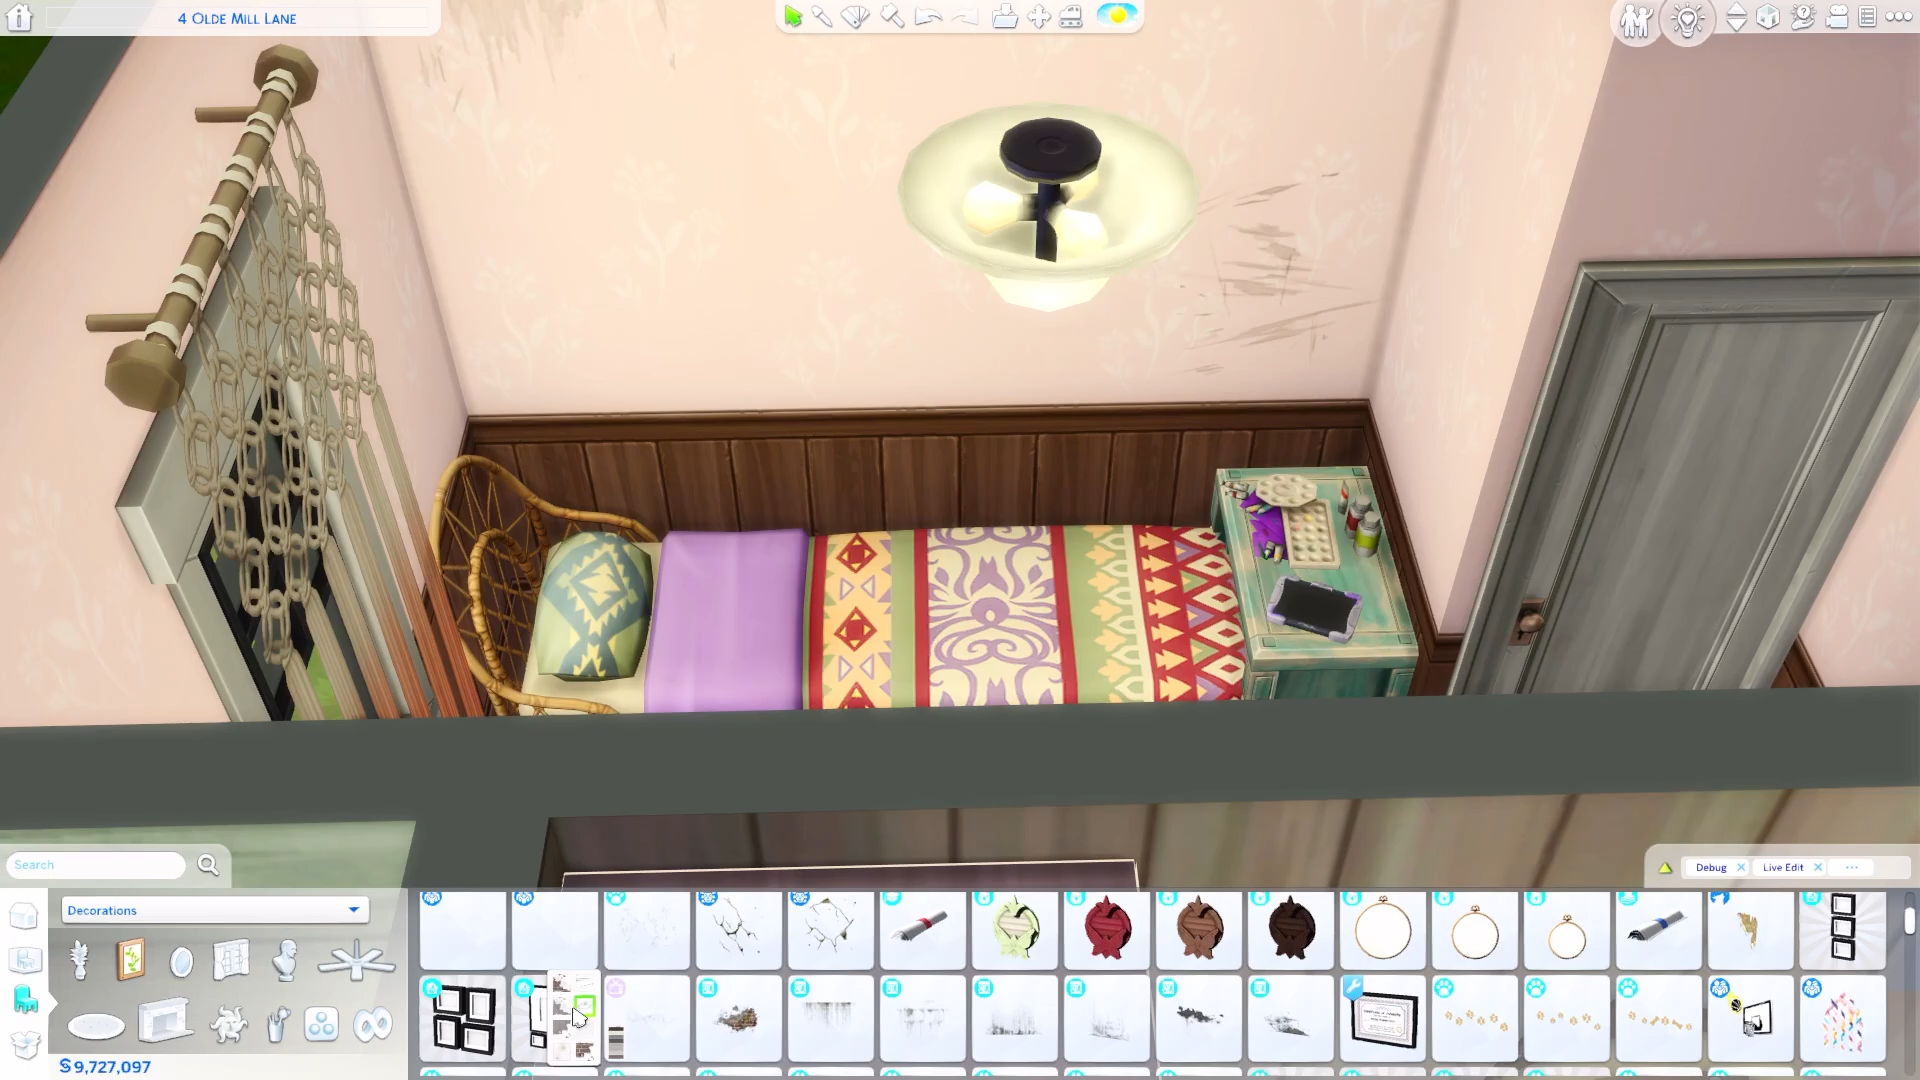 4 OLDE MILL LANE
Search
Debug
Live Edit
Decorations
§9,727,097